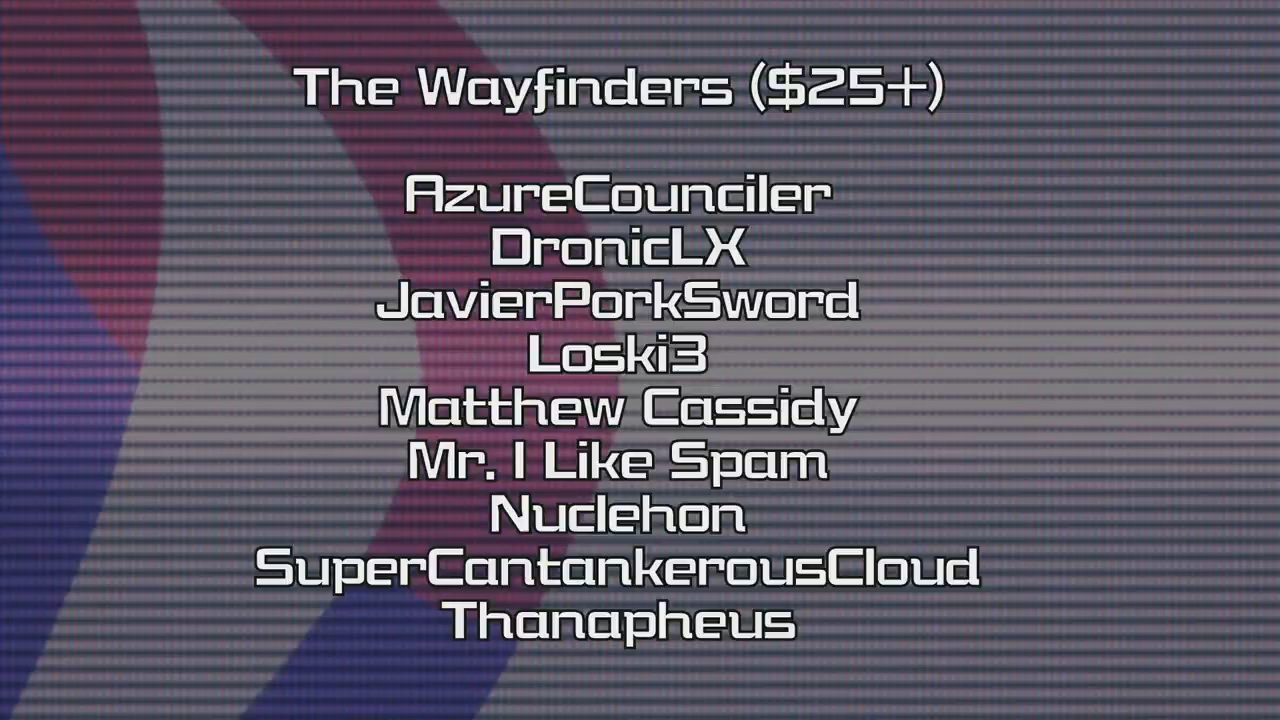 The Wayfinders ($25+)
AzureCounciler
DronicLX
JavierPorkSword
Loski3
Matthew Cassidy
Mr. I Like Spam
Nuclehon
SuperCantankerousCloud
Thanapheus